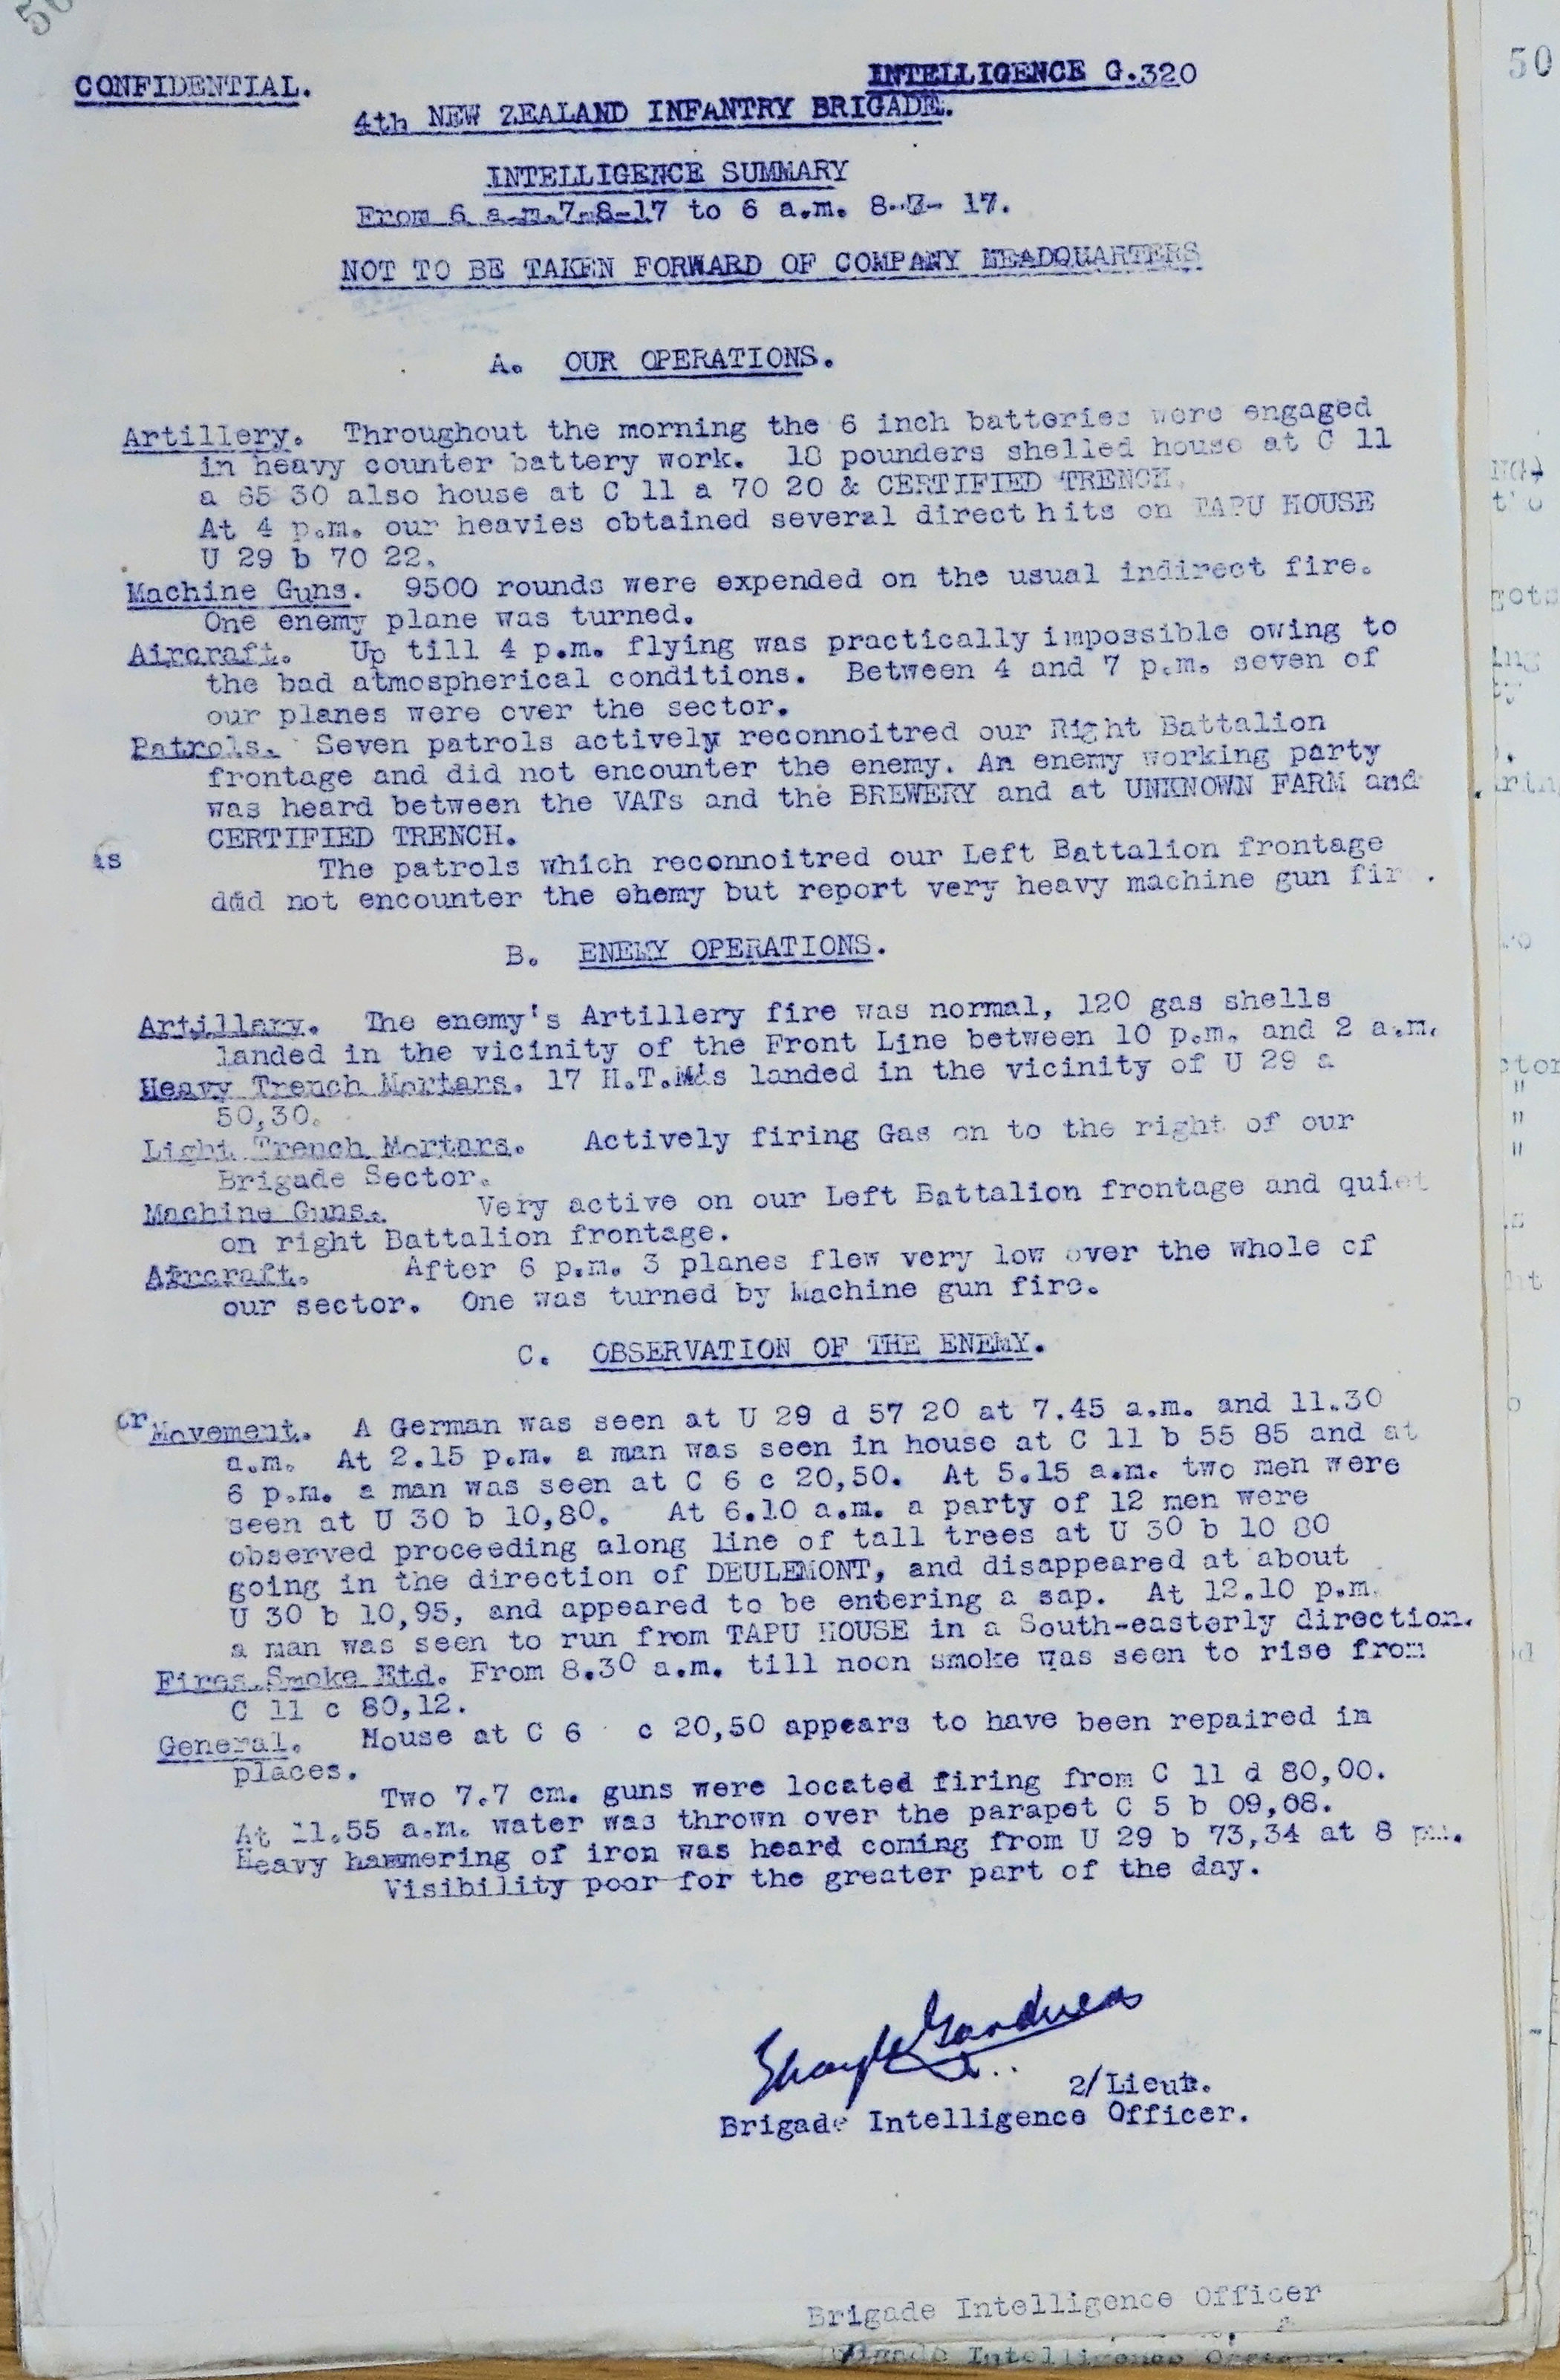 CONFIDENTIAL.
INTELLIGENCE G.320
50
4th NEW ZEALAND INFANTRY BRIGADE.
INTELLIGENCE SUMMARY
From 6 a.m.7-8-17 to 6 a.m. 8-7- 17.
NOT TO BE TAKEN FORWARD OF COMPANY HEADQUARTERS
A. OUR OPERATIONS.
Artillery. Throughout the morning the 6 inch batteries were engaged
in heavy counter battery work. 18 pounders shelled house at C 11
a 65 30 also house at C 11 a 70 20 & CERTIFIED TRENCH.
At 4 p.m. our heavies obtained several direct hits on TAPU HOUSE
U 29 b 70 22.
Machine Guns. 9500 rounds were expended on the usual indirect fire.
One enemy plane was turned.
Aircraft. Up till 4 p.m. flying was practically impossible owing to
the bad atmospherical conditions. Between 4 and 7 p.m. seven of
our planes were over the sector.
Patrols. Seven patrols actively reconnoitred our Right Battalion
frontage and did not encounter the enemy. An enemy working party
was heard between the VATs and the BREWERY and at UNKNOWN FARM and
CERTIFIED TRENCH.
The patrols which reconnoitred our Left Battalion frontage
did not encounter the ehemy but report very heavy machine gun fir .
B. ENEMY OPERATIONS.
Artillary. The enemy's Artillery fire was normal, 120 gas shells
landed in the vicinity of the Front Line between 10 p.m. and 2 a.m.
Heavy Trench Mortars. 17 H.T.M's landed in the vicinity of U 29 a
50,30.
Light Trench Mortars. Actively firing Gas on to the right of our
Brigade Sector.
Machine Guns. Very active on our Left Battalion frontage and quiet
on right Battalion frontage.
Aircraft. After 6 p.m. 3 planes flew very low over the whole of
our sector. One was turned by Machine gun fire.
C. OBSERVATION OF THE ENEMY.
Movement. A German was seen at U 29 d 57 20 at 7.45 a.m. and 11.30
a.m. At 2.15 p.m. a man was seen in house at C 11 b 55 85 and at
6 p.m. a man was seen at C 6 c 20,50. At 5.15 a.m. two men were
seen at U 30 b 10,80. At 6.10 a.m. a party of 12 men were
observed proceeding along line of tall trees at U 30 b 10 80
going in the direction of DEULEMONT, and disappeared at about
U 30 b 10,95, and appeared to be entering a sap. At 12.10 p.m.
a man was seen to run from TAPU HOUSE in a South-easterly direction.
Fires Smoke Etd. From 8.30 a.m. till noon smoke was seen to rise from
C 11 c 80,12.
General. House at C 6 c 20,50 appears to have been repaired in
places.
Two 7.7 cm. guns were located firing from C 11 d 80,00.
At 11.55 a.m. water was thrown over the parapet C 5 b 09,08.
Heavy hammering of iron was heard coming from U 29 b 73,34 at 8 pm.
Visibility poor for the greater part of the day.
2/Lieut.
Brigade Intelligence Officer.
Brigade Intelligence Officer
Brigade Intelligence Officer.